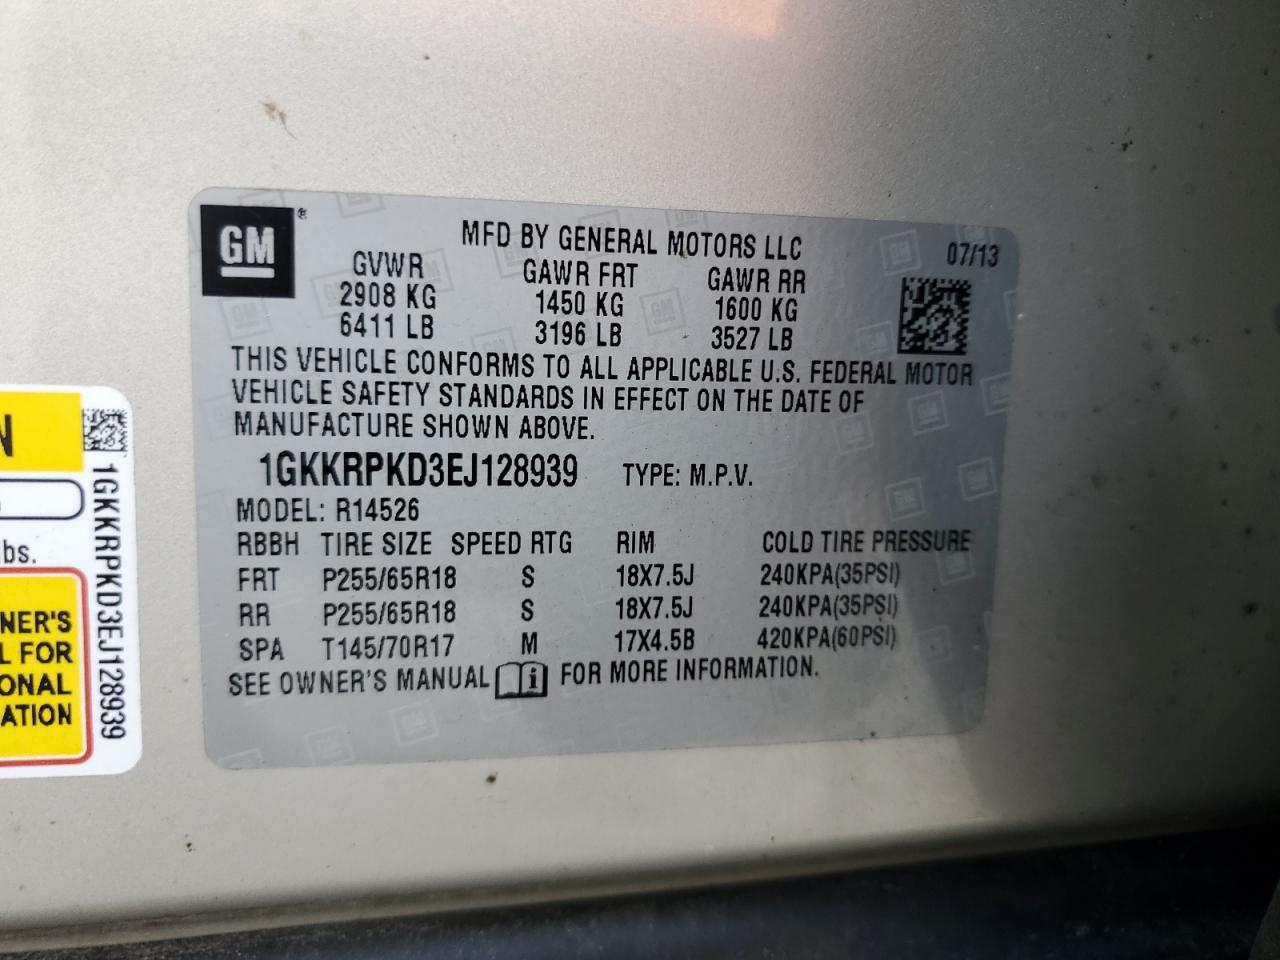 GM ®
MFD BY GENERAL MOTORS LLC 07/13
GVWR GAWR FRT GAWR RR
2908 KG 1450 KG 1600 KG
6411 LB 3196 LB 3527 LB
THIS VEHICLE CONFORMS TO ALL APPLICABLE U.S. FEDERAL MOTOR
VEHICLE SAFETY STANDARDS IN EFFECT ON THE DATE OF
MANUFACTURE SHOWN ABOVE.
1GKKRPKD3EJ128939 TYPE: M.P.V.
MODEL: R14526
RBBH TIRE SIZE SPEED RTG RIM COLD TIRE PRESSURE
FRT P255/65R18 S 18X7.5J 240KPA(35PSI)
RR P255/65R18 S 18X7.5J 240KPA(35PSI)
SPA T145/70R17 M 17X4.5B 420KPA(60PSI)
SEE OWNER'S MANUAL i FOR MORE INFORMATION.
N
bs.
NER'S
L FOR
ONAL
ATION
1GKKRPKD3EJ128939